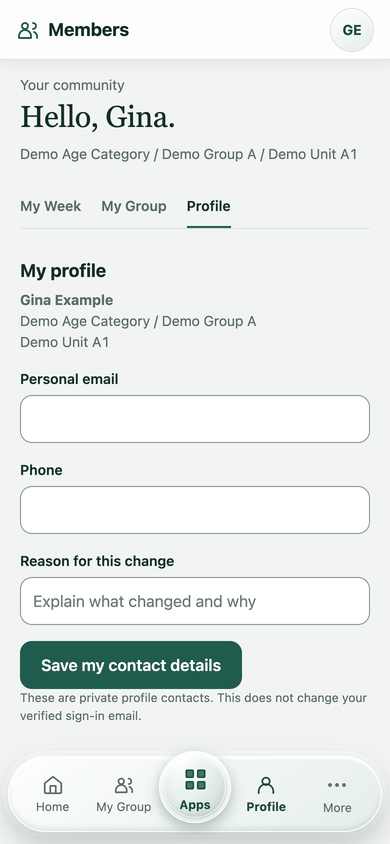 Members
GE
Your community
Hello, Gina.
Demo Age Category / Demo Group A / Demo Unit A1
My Week
My Group
Profile
My profile
Gina Example
Demo Age Category / Demo Group A
Demo Unit A1
Personal email
Phone
Reason for this change
Explain what changed and why
Save my contact details
These are private profile contacts. This does not change your
verified sign-in email.
Home
My Group
Apps
Profile
More